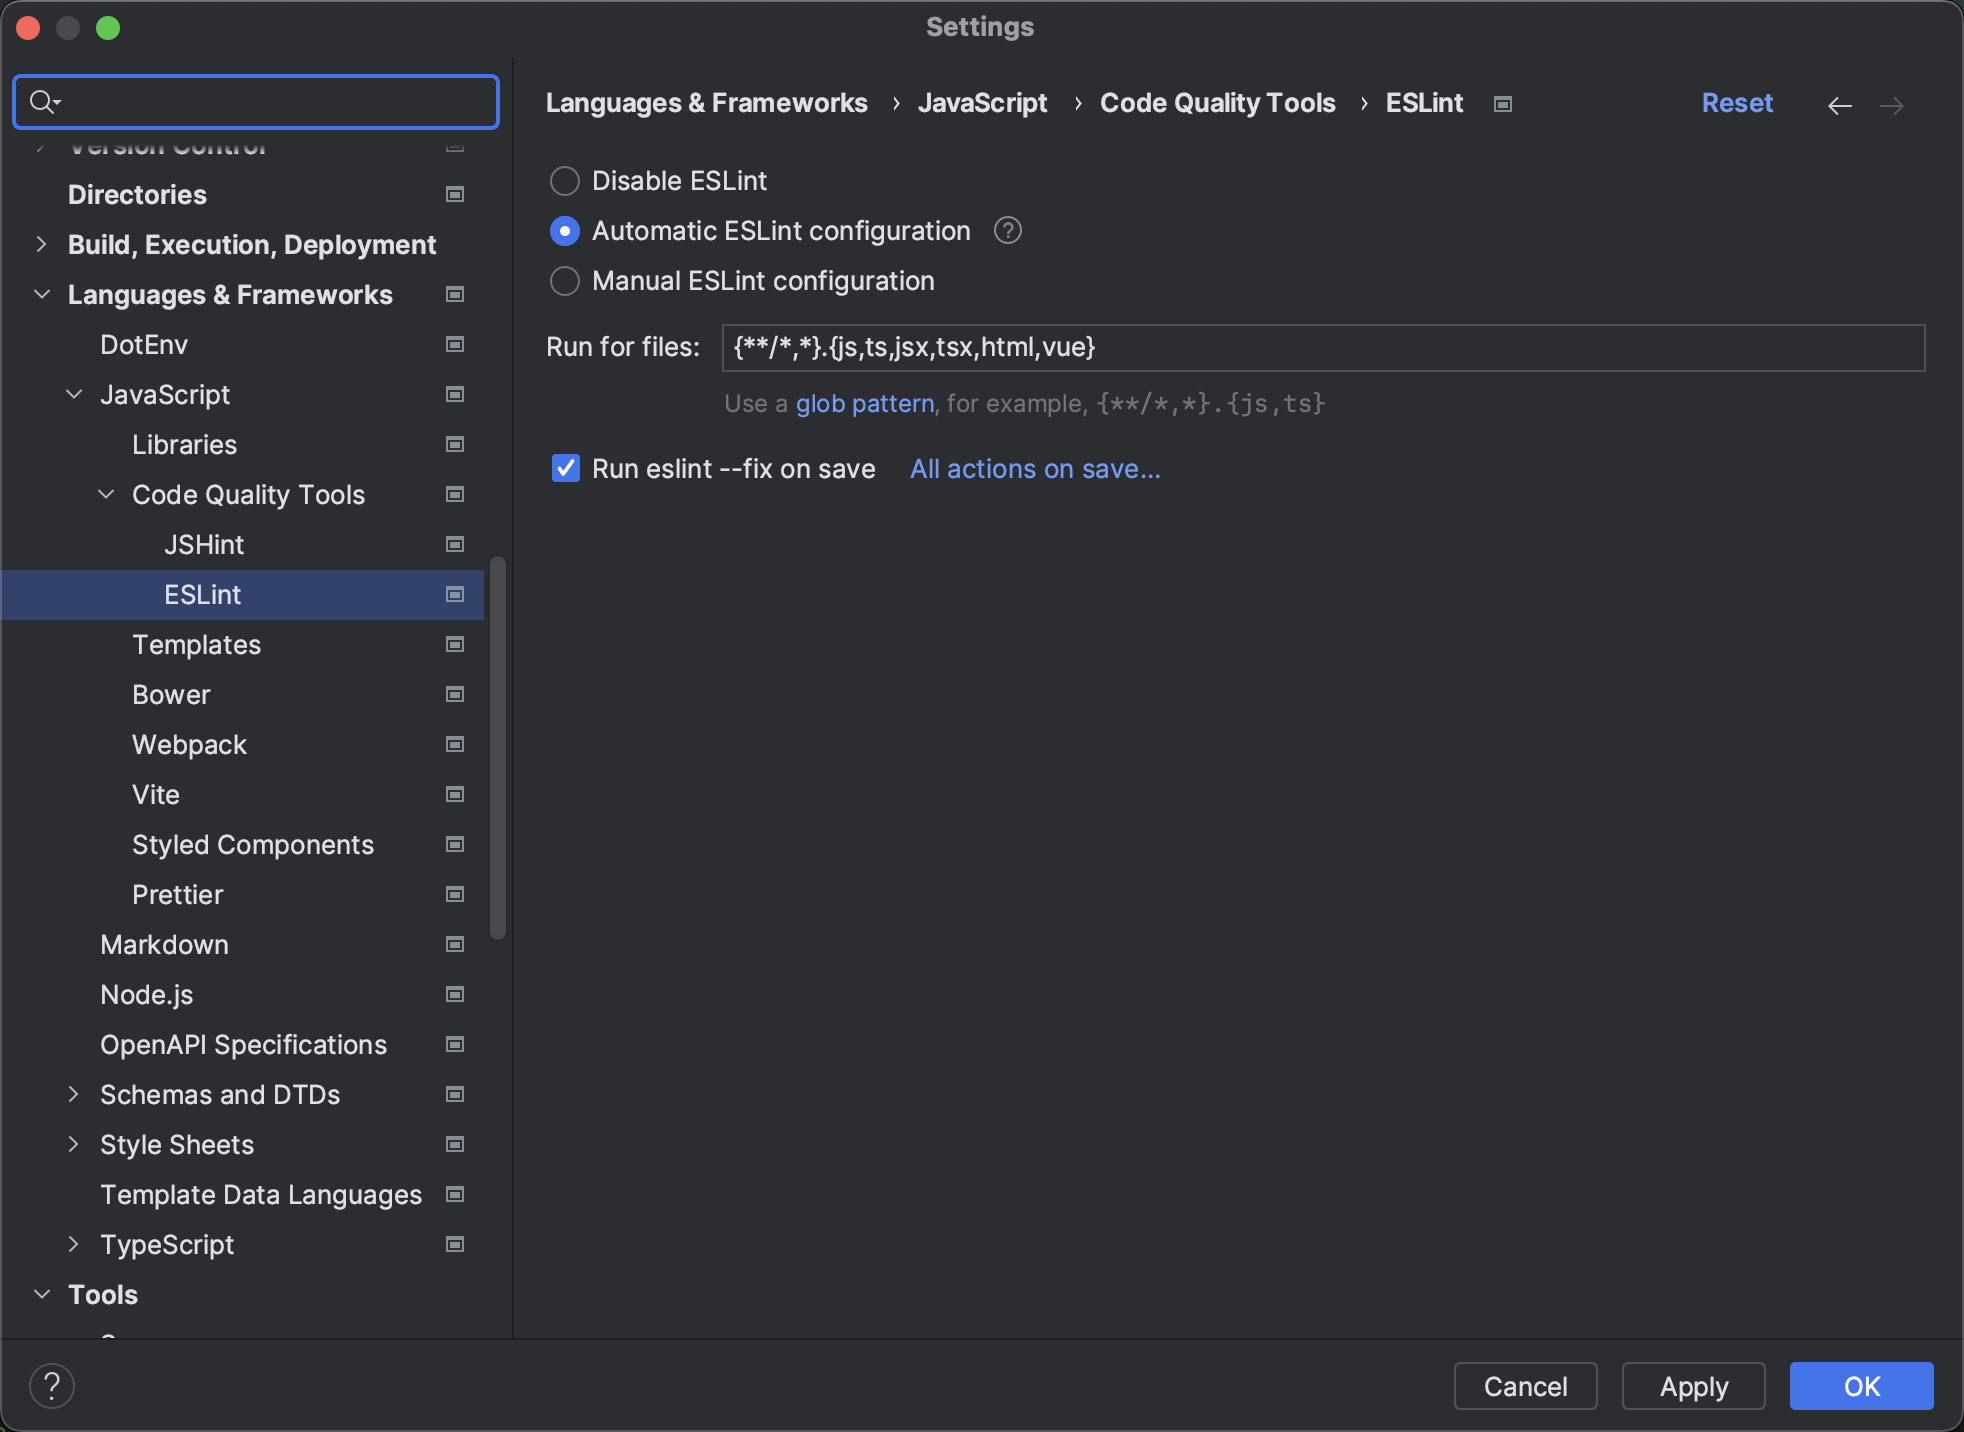 Settings
Version Control
Directories
Build, Execution, Deployment
Languages & Frameworks
DotEnv
JavaScript
Libraries
Code Quality Tools
JSHint
ESLint
Templates
Bower
Webpack
Vite
Styled Components
Prettier
Markdown
Node.js
OpenAPI Specifications
Schemas and DTDs
Style Sheets
Template Data Languages
TypeScript
Tools
Languages & Frameworks › JavaScript › Code Quality Tools › ESLint
Reset
Disable ESLint
Automatic ESLint configuration ?
Manual ESLint configuration
Run for files: {**/*,*}.{js,ts,jsx,tsx,html,vue}
Use a glob pattern, for example, {**/*,*}.{js,ts}
Run eslint --fix on save All actions on save...
?
Cancel
Apply
OK